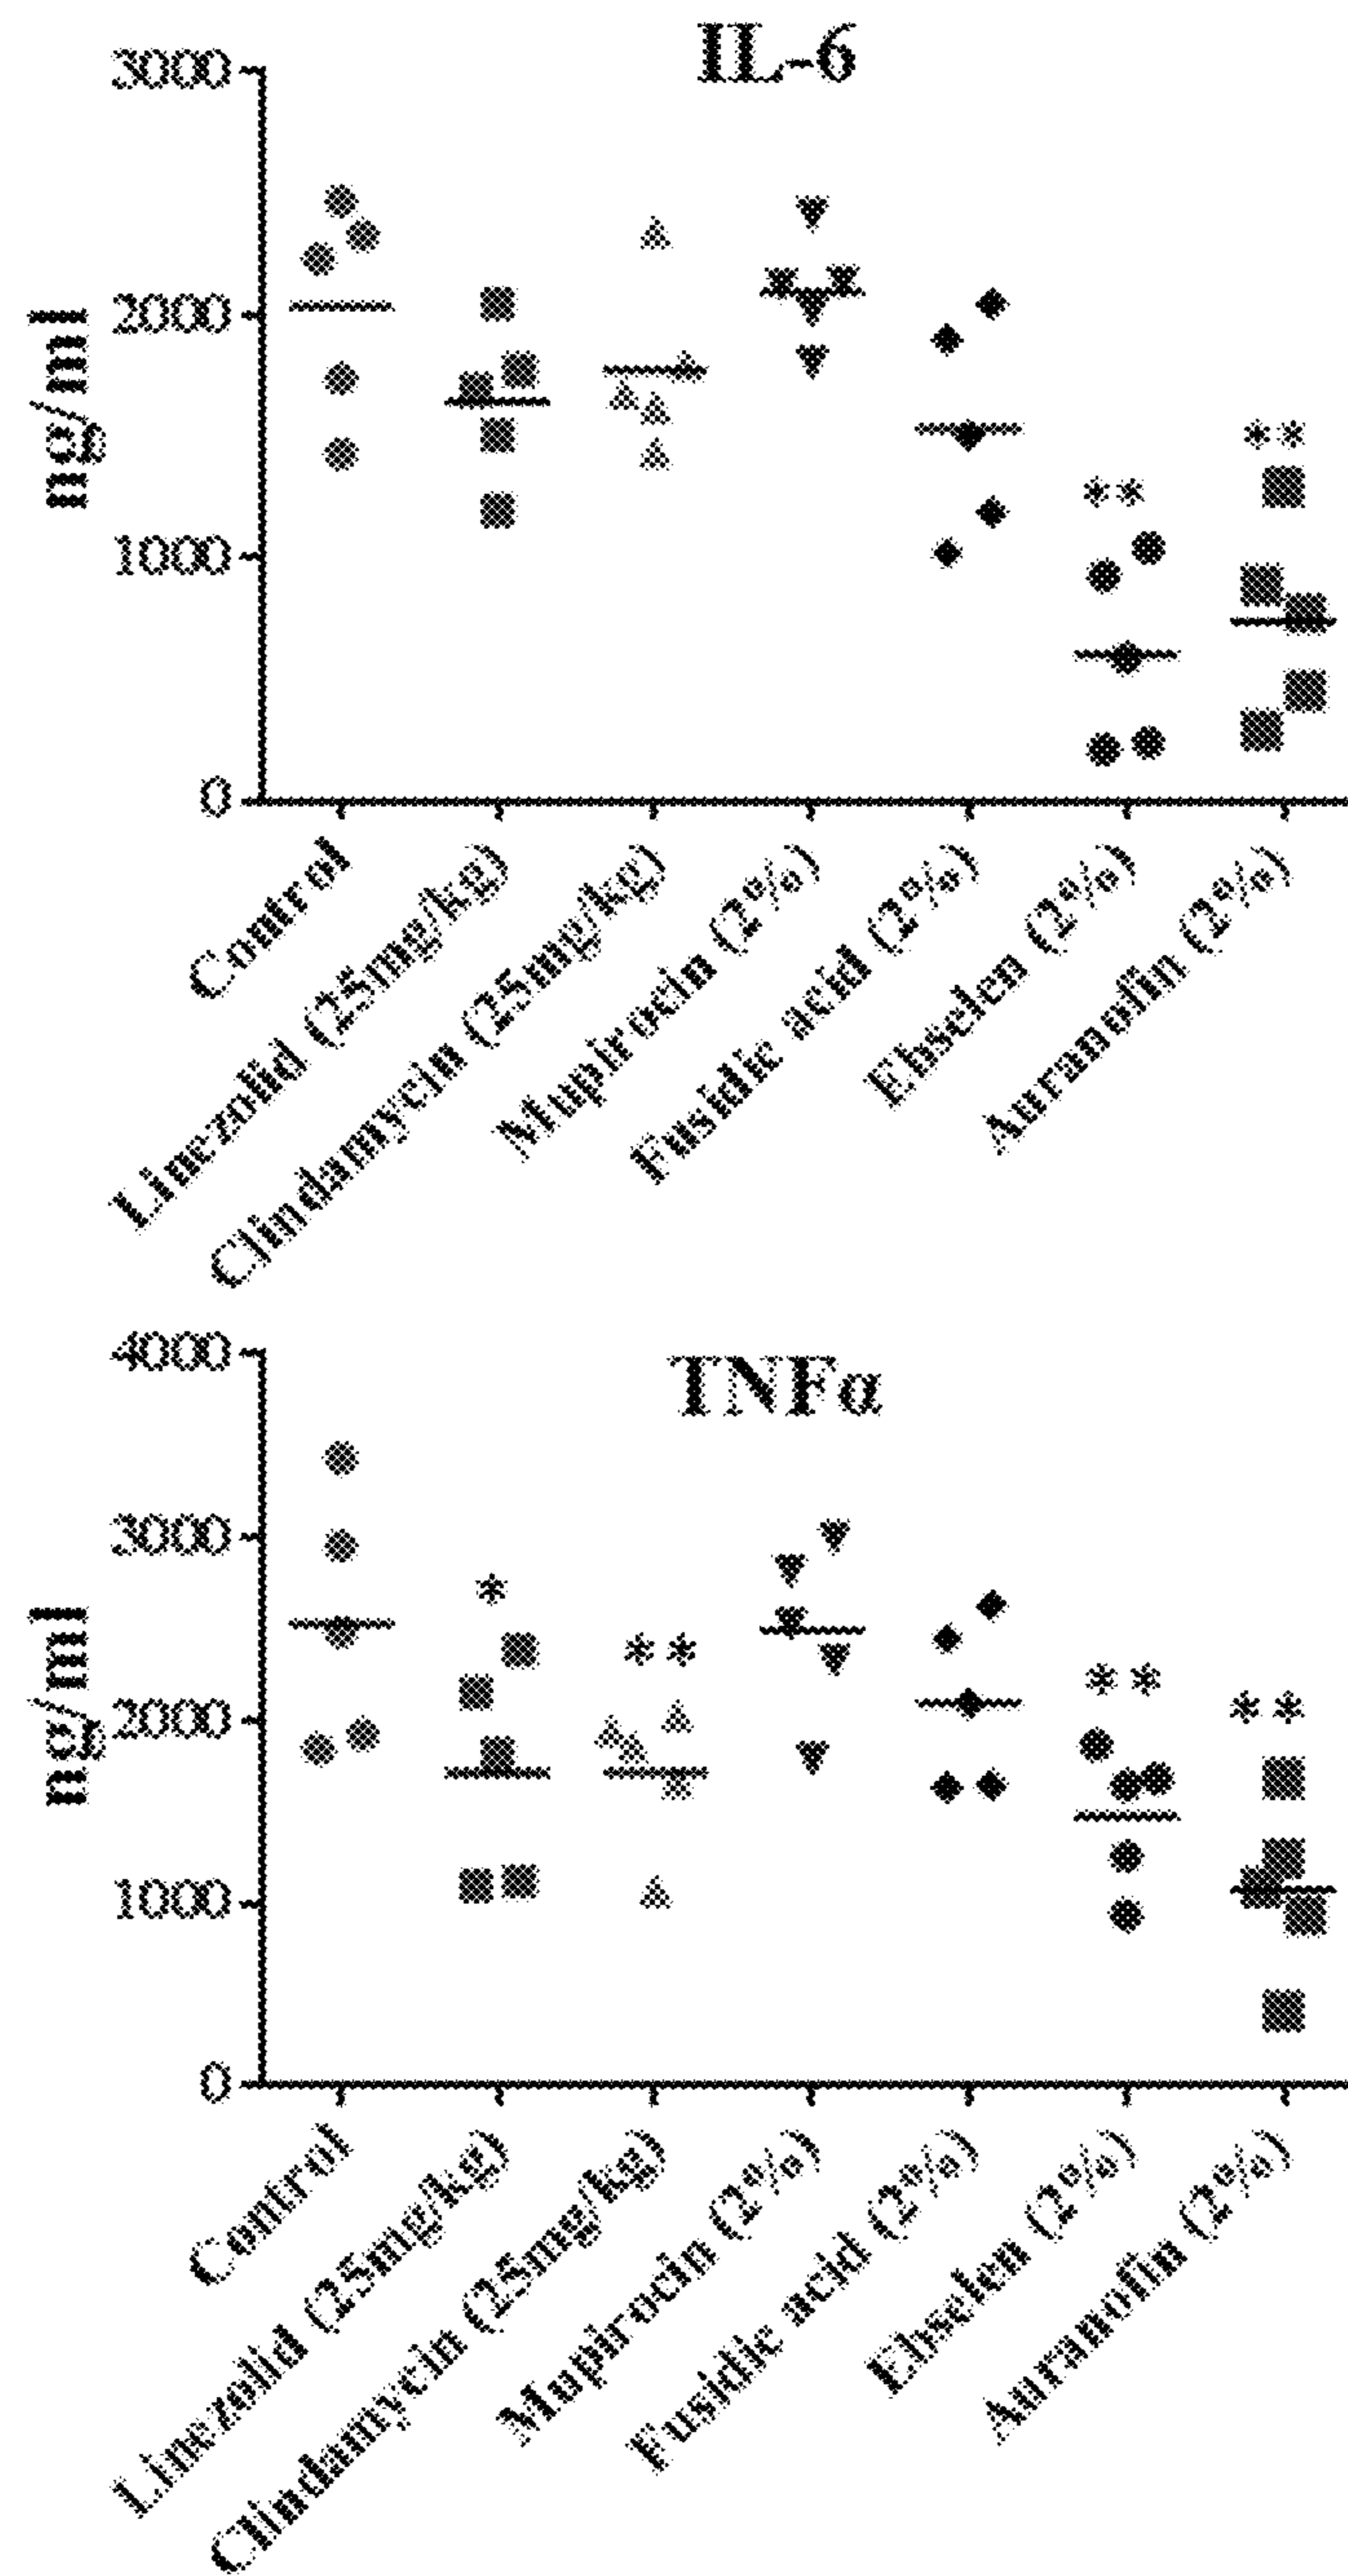 IL-6
3000
2000
1000
0
ng/ml
Control
Linezolid (25mg/kg)
Clindamycin (25mg/kg)
Mupirocin (2%)
Fusidic acid (2%)
Ebselen (2%)
Auranofin (2%)
**
**
TNFα
4000
3000
2000
1000
0
ng/ml
*
**
**
**
Control
Linezolid (25mg/kg)
Clindamycin (25mg/kg)
Mupirocin (2%)
Fusidic acid (2%)
Ebselen (2%)
Auranofin (2%)